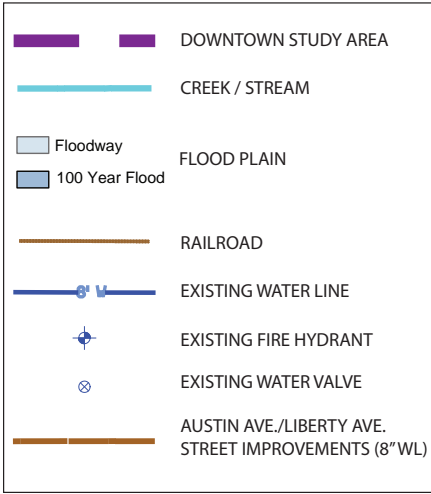 DOWNTOWN STUDY AREA
CREEK / STREAM
Floodway
FLOOD PLAIN
100 Year Flood
RAILROAD
8' W
EXISTING WATER LINE
EXISTING FIRE HYDRANT
EXISTING WATER VALVE
AUSTIN AVE./LIBERTY AVE.
STREET IMPROVEMENTS (8" WL)